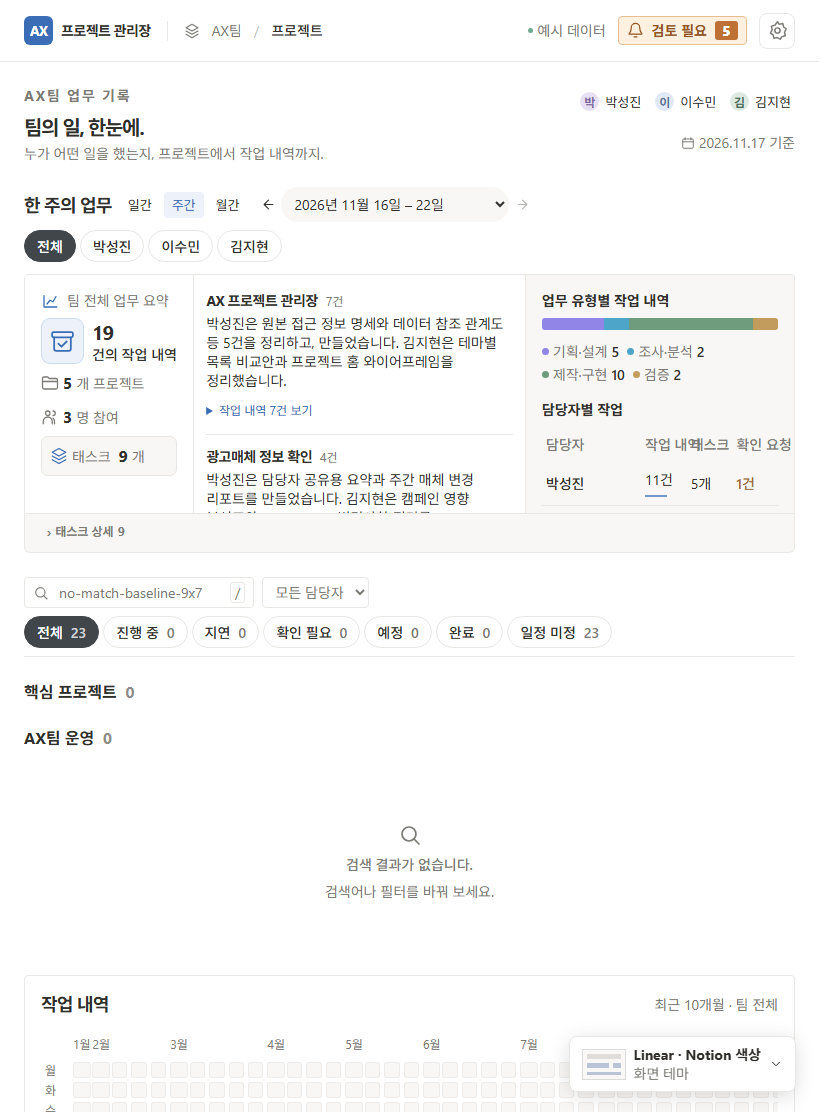 AX 프로젝트 관리장 AX팀 / 프로젝트
예시 데이터
검토 필요 5
AX팀 업무 기록
팀의 일, 한눈에.
누가 어떤 일을 했는지, 프로젝트에서 작업 내역까지.
박 박성진 이 이수민 김 김지현
2026.11.17 기준
한 주의 업무 일간 주간 월간 ← 2026년 11월 16일 – 22일 →
전체 박성진 이수민 김지현
팀 전체 업무 요약
19
건의 작업 내역
5 개 프로젝트
3 명 참여
태스크 9 개
AX 프로젝트 관리장 7건
박성진은 원본 접근 정보 명세와 데이터 참조 관계도
등 5건을 정리하고, 만들었습니다. 김지현은 테마별
목록 비교안과 프로젝트 홈 와이어프레임을
정리했습니다.
▶ 작업 내역 7건 보기
광고매체 정보 확인 4건
박성진은 담당자 공유용 요약과 주간 매체 변경
리포트를 만들었습니다. 김지현은 캠페인 영향
업무 유형별 작업 내역
기획·설계 5 조사·분석 2
제작·구현 10 검증 2
담당자별 작업
담당자 작업 내역 태스크 확인 요청
박성진 11건 5개 1건
› 태스크 상세 9
no-match-baseline-9x7 /
모든 담당자
전체 23 진행 중 0 지연 0 확인 필요 0 예정 0 완료 0 일정 미정 23
핵심 프로젝트 0
AX팀 운영 0
검색 결과가 없습니다.
검색어나 필터를 바꿔 보세요.
작업 내역
최근 10개월 · 팀 전체
1월 2월 3월 4월 5월 6월 7월
월
화
Linear · Notion 색상
화면 테마